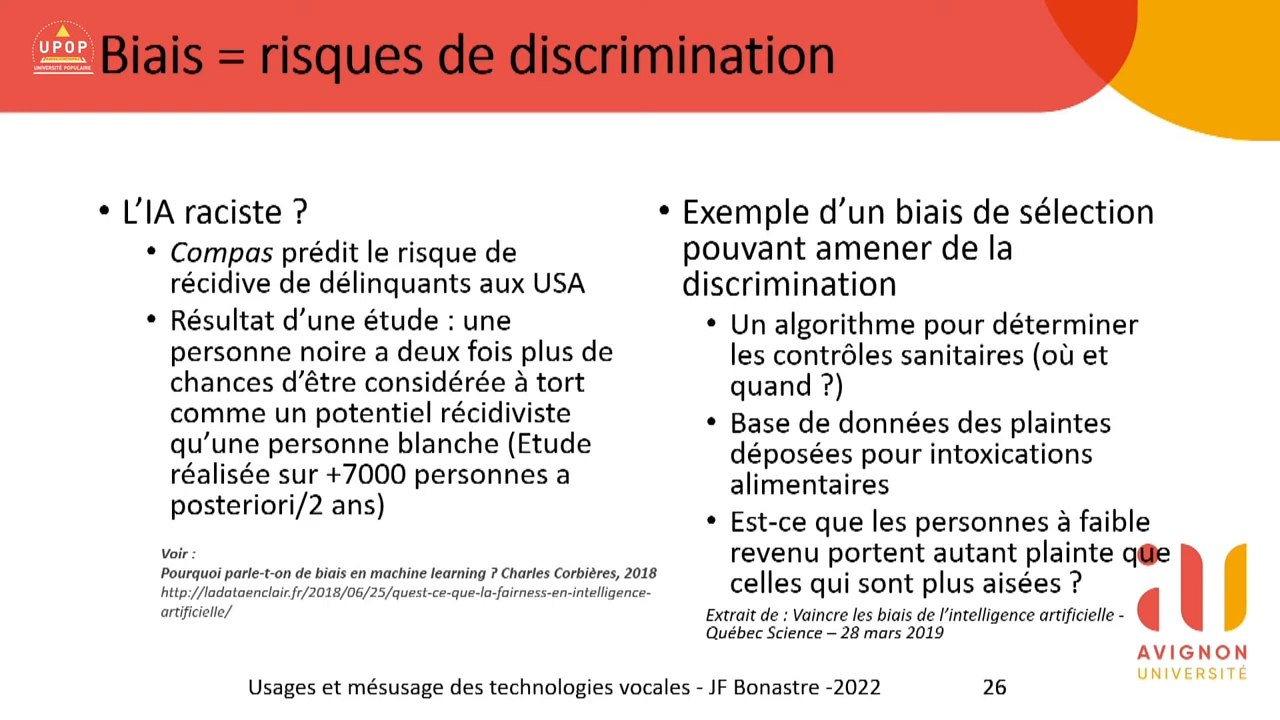 UPOP
UNIVERSITÉ POPULAIRE
Biais = risques de discrimination
• L’IA raciste ?
• Compas prédit le risque de
récidive de délinquants aux USA
• Résultat d’une étude : une
personne noire a deux fois plus de
chances d’être considérée à tort
comme un potentiel récidiviste
qu’une personne blanche (Etude
réalisée sur +7000 personnes a
posteriori/2 ans)
Voir :
Pourquoi parle-t-on de biais en machine learning ? Charles Corbières, 2018
http://ladataenclair.fr/2018/06/25/quest-ce-que-la-fairness-en-intelligence-
artificielle/
• Exemple d’un biais de sélection
pouvant amener de la
discrimination
• Un algorithme pour déterminer
les contrôles sanitaires (où et
quand ?)
• Base de données des plaintes
déposées pour intoxications
alimentaires
• Est-ce que les personnes à faible
revenu portent autant plainte que
celles qui sont plus aisées ?
Extrait de : Vaincre les biais de l’intelligence artificielle -
Québec Science – 28 mars 2019
au
AVIGNON
UNIVERSITÉ
Usages et mésusage des technologies vocales - JF Bonastre -2022
26